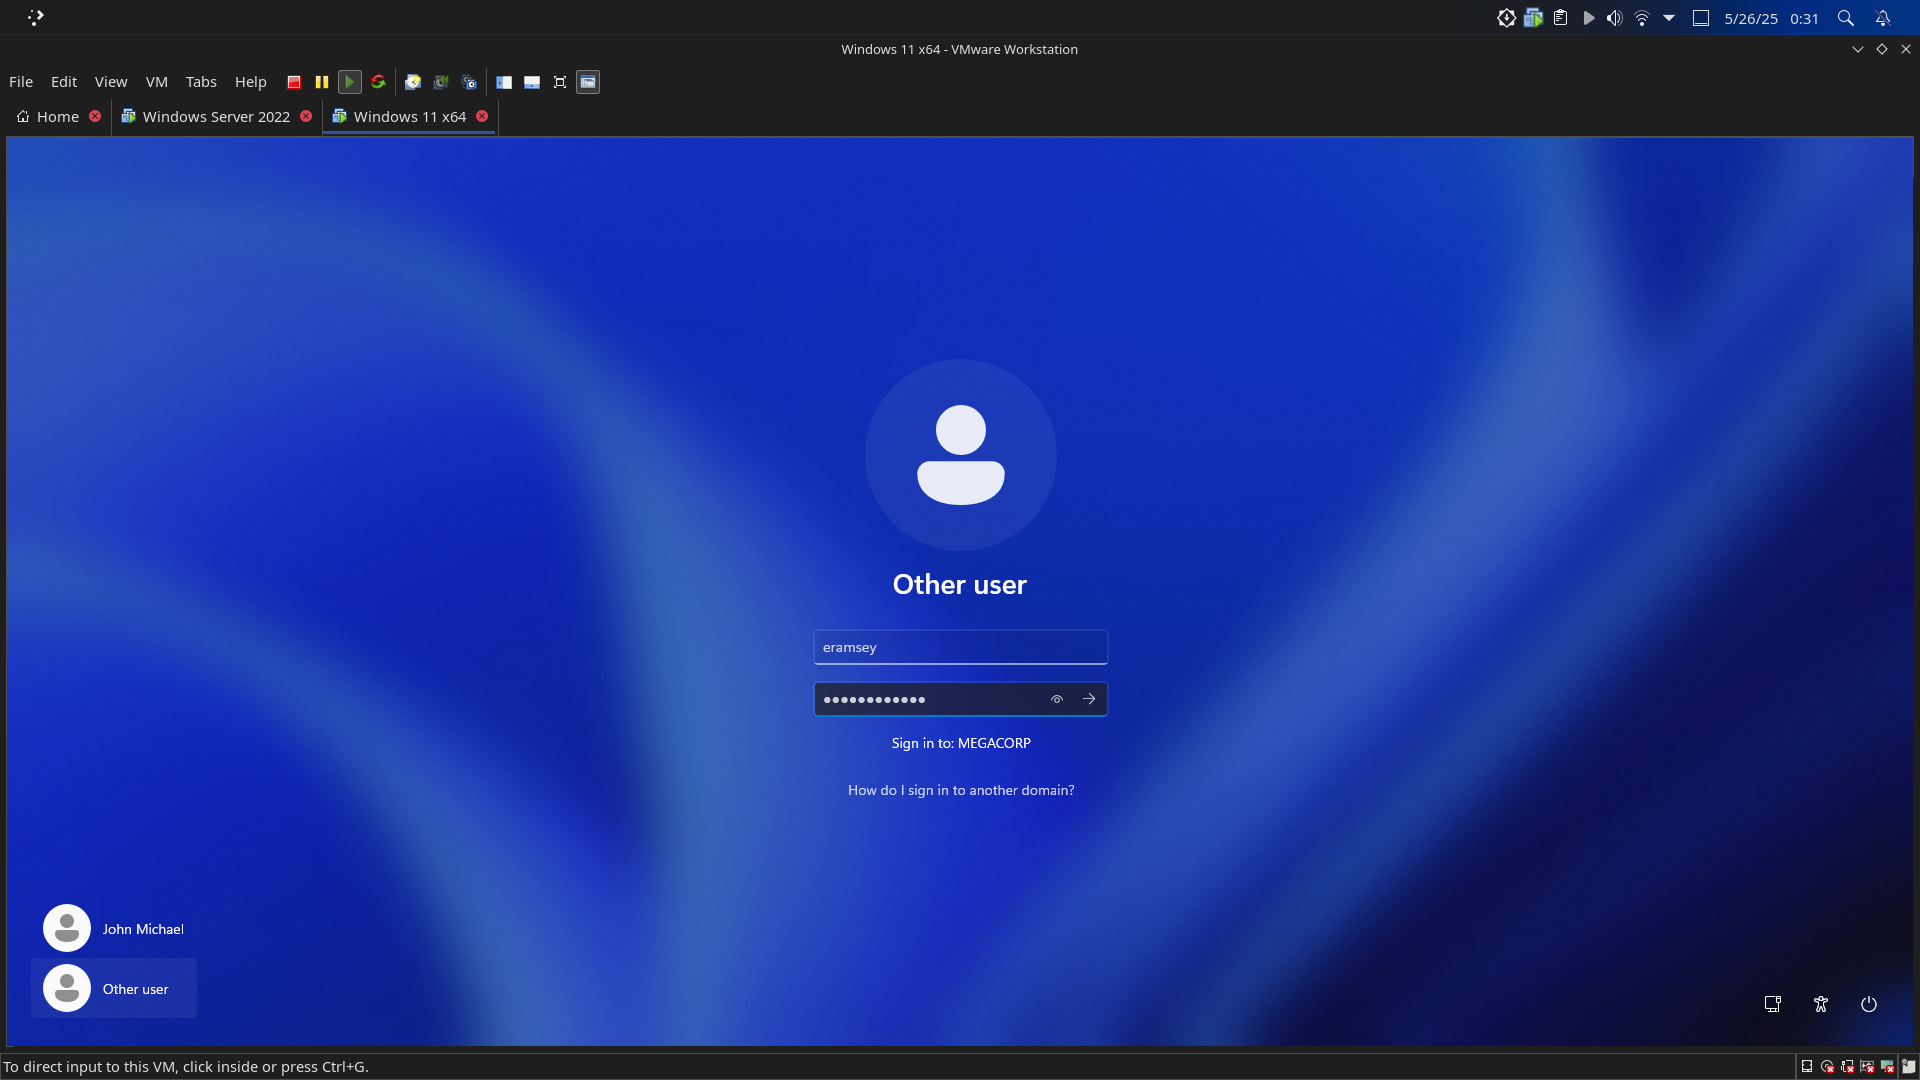 5/26/25 0:31
Windows 11 x64 - VMware Workstation
File Edit View VM Tabs Help
Home Windows Server 2022 Windows 11 x64
Other user
eramsey
Sign in to: MEGACORP
How do I sign in to another domain?
John Michael
Other user
To direct input to this VM, click inside or press Ctrl+G.